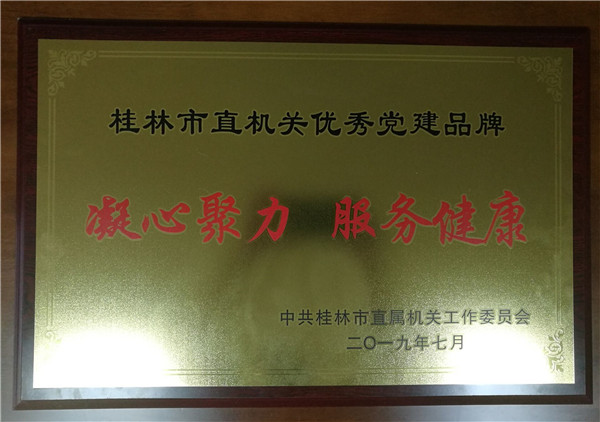 桂林市直机关优秀党建品牌
凝心聚力 服务健康
中共桂林市直属机关工作委员会
二〇一九年七月